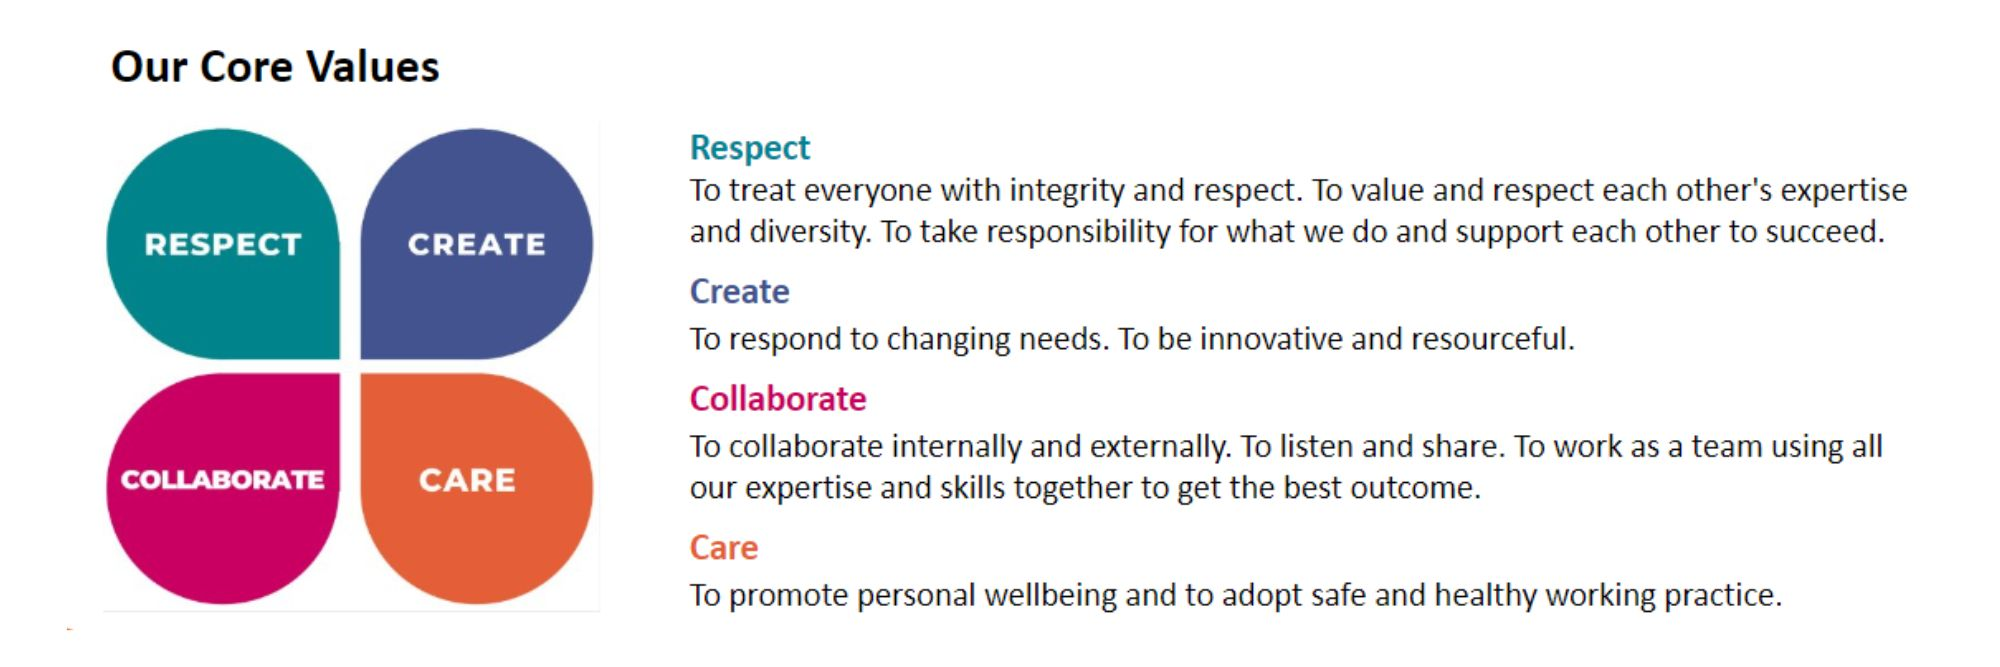 Our Core Values
RESPECT
CREATE
COLLABORATE
CARE
Respect
To treat everyone with integrity and respect. To value and respect each other's expertise
and diversity. To take responsibility for what we do and support each other to succeed.
Create
To respond to changing needs. To be innovative and resourceful.
Collaborate
To collaborate internally and externally. To listen and share. To work as a team using all
our expertise and skills together to get the best outcome.
Care
To promote personal wellbeing and to adopt safe and healthy working practice.